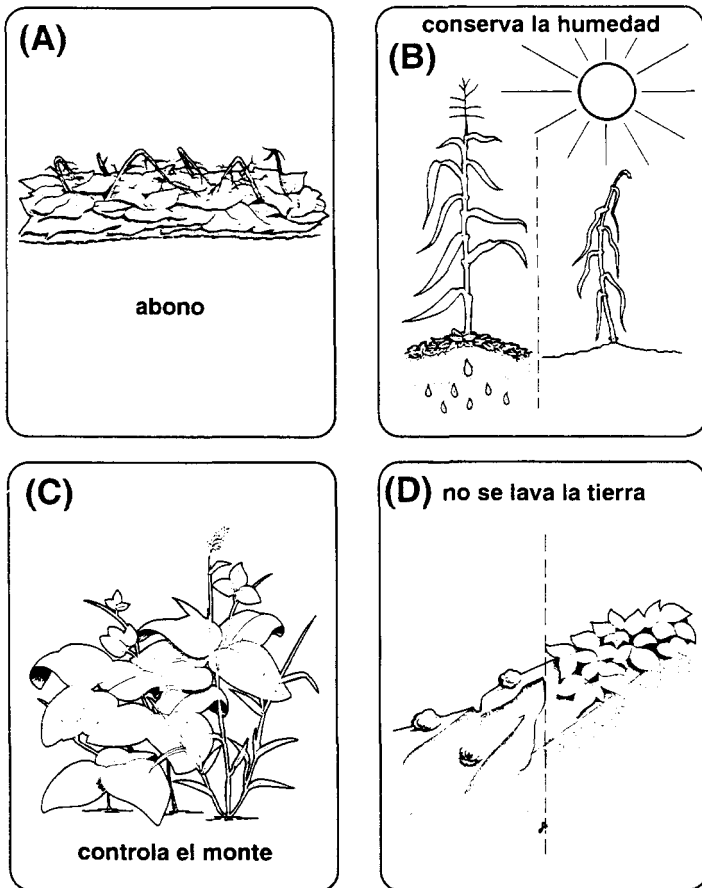 (A)
abono
conserva la humedad
(B)
(C)
controla el monte
(D) no se lava la tierra